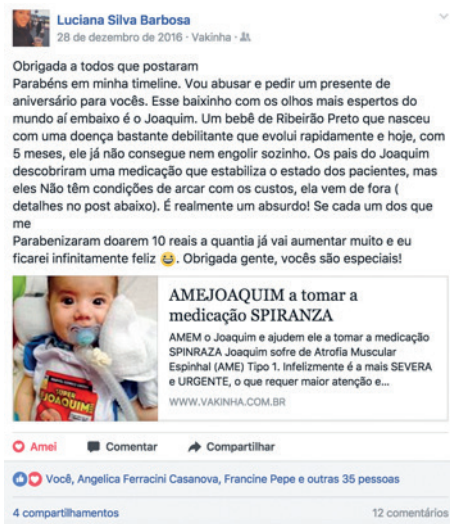 Luciana Silva Barbosa
28 de dezembro de 2016 · Vakinha ·
Obrigada a todos que postaram
Parabéns em minha timeline. Vou abusar e pedir um presente de
aniversário para vocês. Esse baixinho com os olhos mais espertos do
mundo aí embaixo é o Joaquim. Um bebê de Ribeirão Preto que nasceu
com uma doença bastante debilitante que evolui rapidamente e hoje, com
5 meses, ele já não consegue nem engolir sozinho. Os pais do Joaquim
descobriram uma medicação que estabiliza o estado dos pacientes, mas
eles Não têm condições de arcar com os custos, ela vem de fora (
detalhes no post abaixo). É realmente um absurdo! Se cada um dos que
me
Parabenizaram doarem 10 reais a quantia já vai aumentar muito e eu
ficarei infinitamente feliz 😂. Obrigada gente, vocês são especiais!
SUPER
JOAQUIM
AMEJOAQUIM a tomar a
medicação SPIRANZA
AMEM o Joaquim e ajudem ele a tomar a medicação
SPINRAZA Joaquim sofre de Atrofia Muscular
Espinhal (AME) Tipo 1. Infelizmente é a mais SEVERA
e URGENTE, o que requer maior atenção e...
WWW.VAKINHA.COM.BR
Amei Comentar Compartilhar
Você, Angelica Ferracini Casanova, Francine Pepe e outras 35 pessoas
4 compartilhamentos 12 comentários